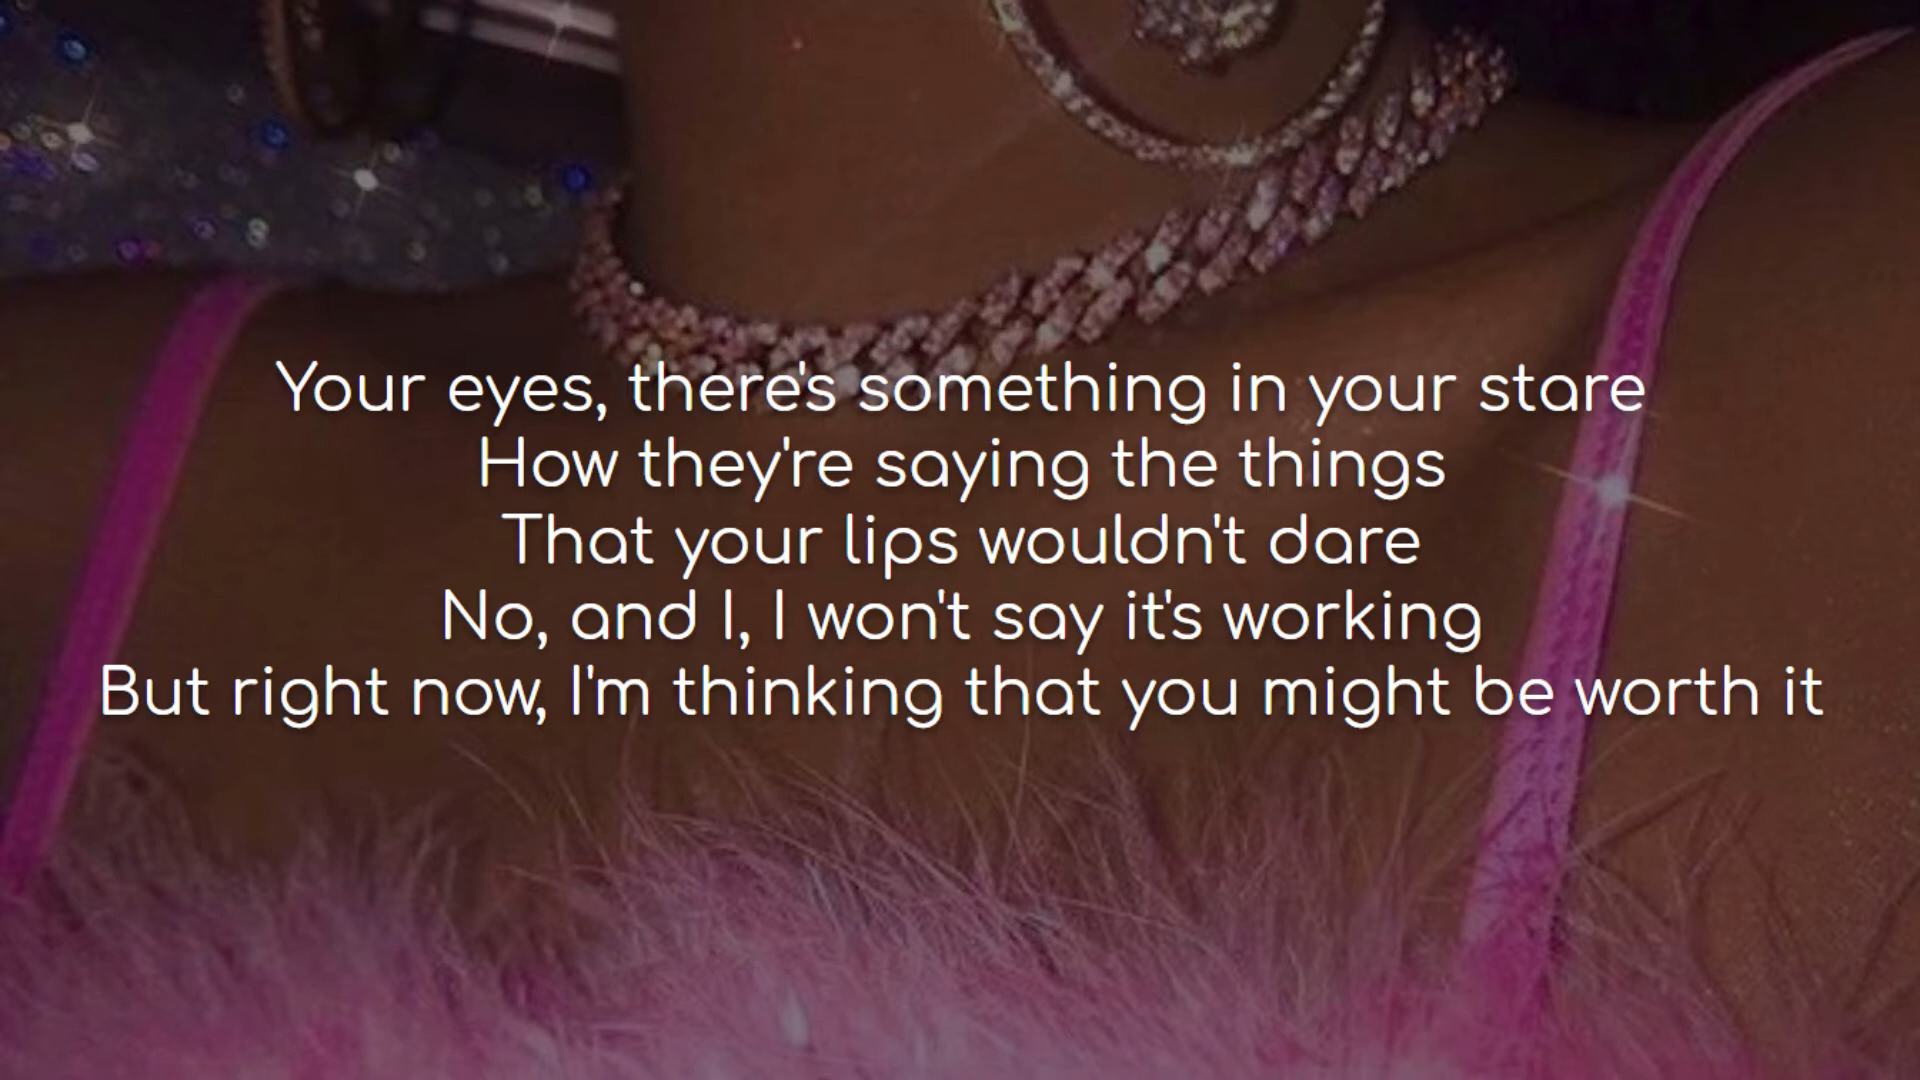 Your eyes, there's something in your stare
How they're saying the things
That your lips wouldn't dare
No, and I, I won't say it's working
But right now, I'm thinking that you might be worth it